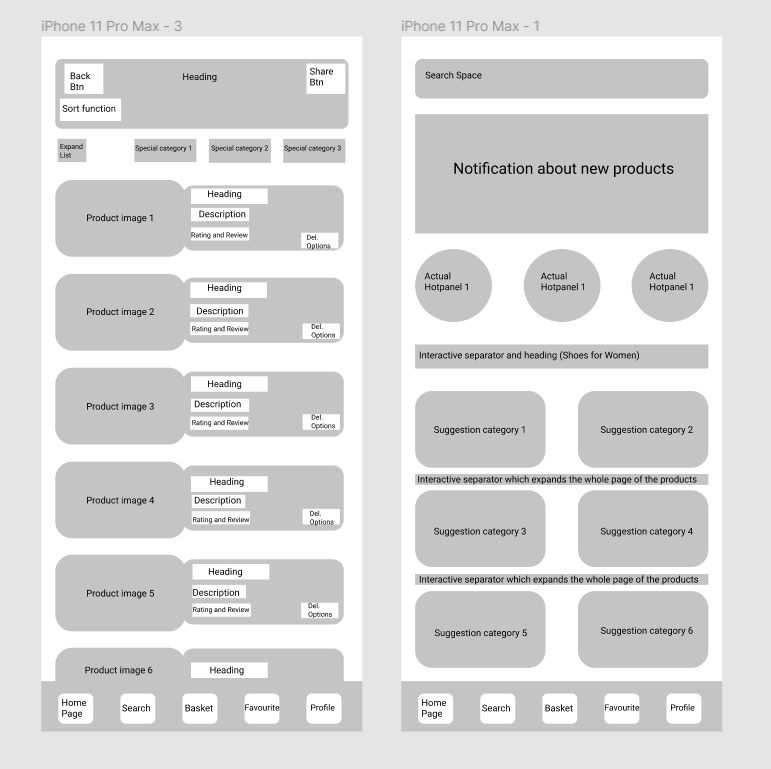 iPhone 11 Pro Max - 3
Back
Btn
Heading
Share
Btn
Sort function
Expand
List
Special category 1
Special category 2
Special category 3
Product image 1
Heading
Description
Rating and Review
Del.
Options
Product image 2
Heading
Description
Rating and Review
Del.
Options
Product image 3
Heading
Description
Rating and Review
Del.
Options
Product image 4
Heading
Description
Rating and Review
Del.
Options
Product image 5
Heading
Description
Rating and Review
Del.
Options
Product image 6
Heading
Home
Page
Search
Basket
Favourite
Profile
iPhone 11 Pro Max - 1
Search Space
Notification about new products
Actual
Hotpanel 1
Actual
Hotpanel 1
Actual
Hotpanel 1
Interactive separator and heading (Shoes for Women)
Suggestion category 1
Suggestion category 2
Interactive separator which expands the whole page of the products
Suggestion category 3
Suggestion category 4
Interactive separator which expands the whole page of the products
Suggestion category 5
Suggestion category 6
Home
Page
Search
Basket
Favourite
Profile